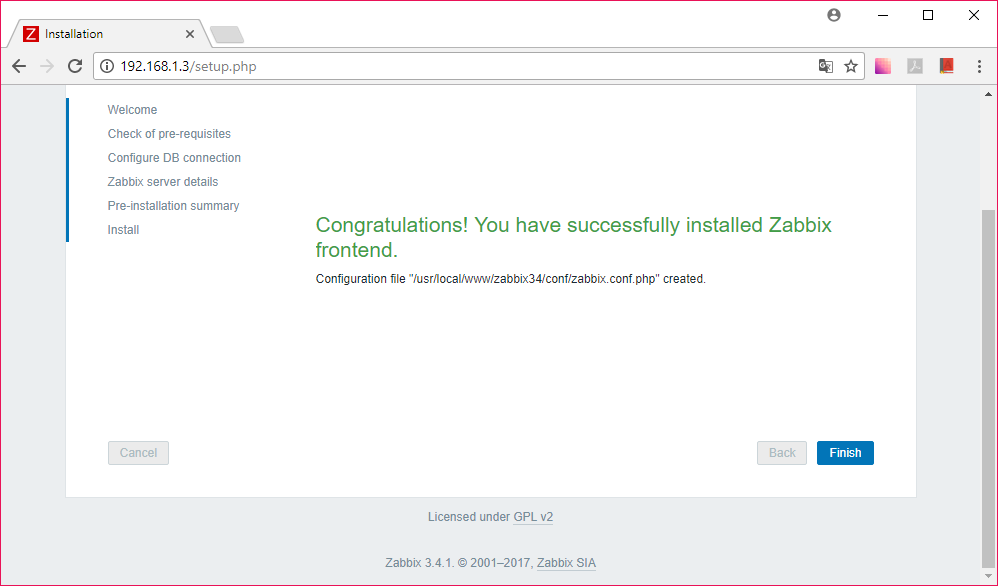 Z Installation
192.168.1.3/setup.php
Welcome
Check of pre-requisites
Configure DB connection
Zabbix server details
Pre-installation summary
Install
Congratulations! You have successfully installed Zabbix
frontend.
Configuration file "/usr/local/www/zabbix34/conf/zabbix.conf.php" created.
Cancel
Back
Finish
Licensed under GPL v2
Zabbix 3.4.1. © 2001–2017, Zabbix SIA